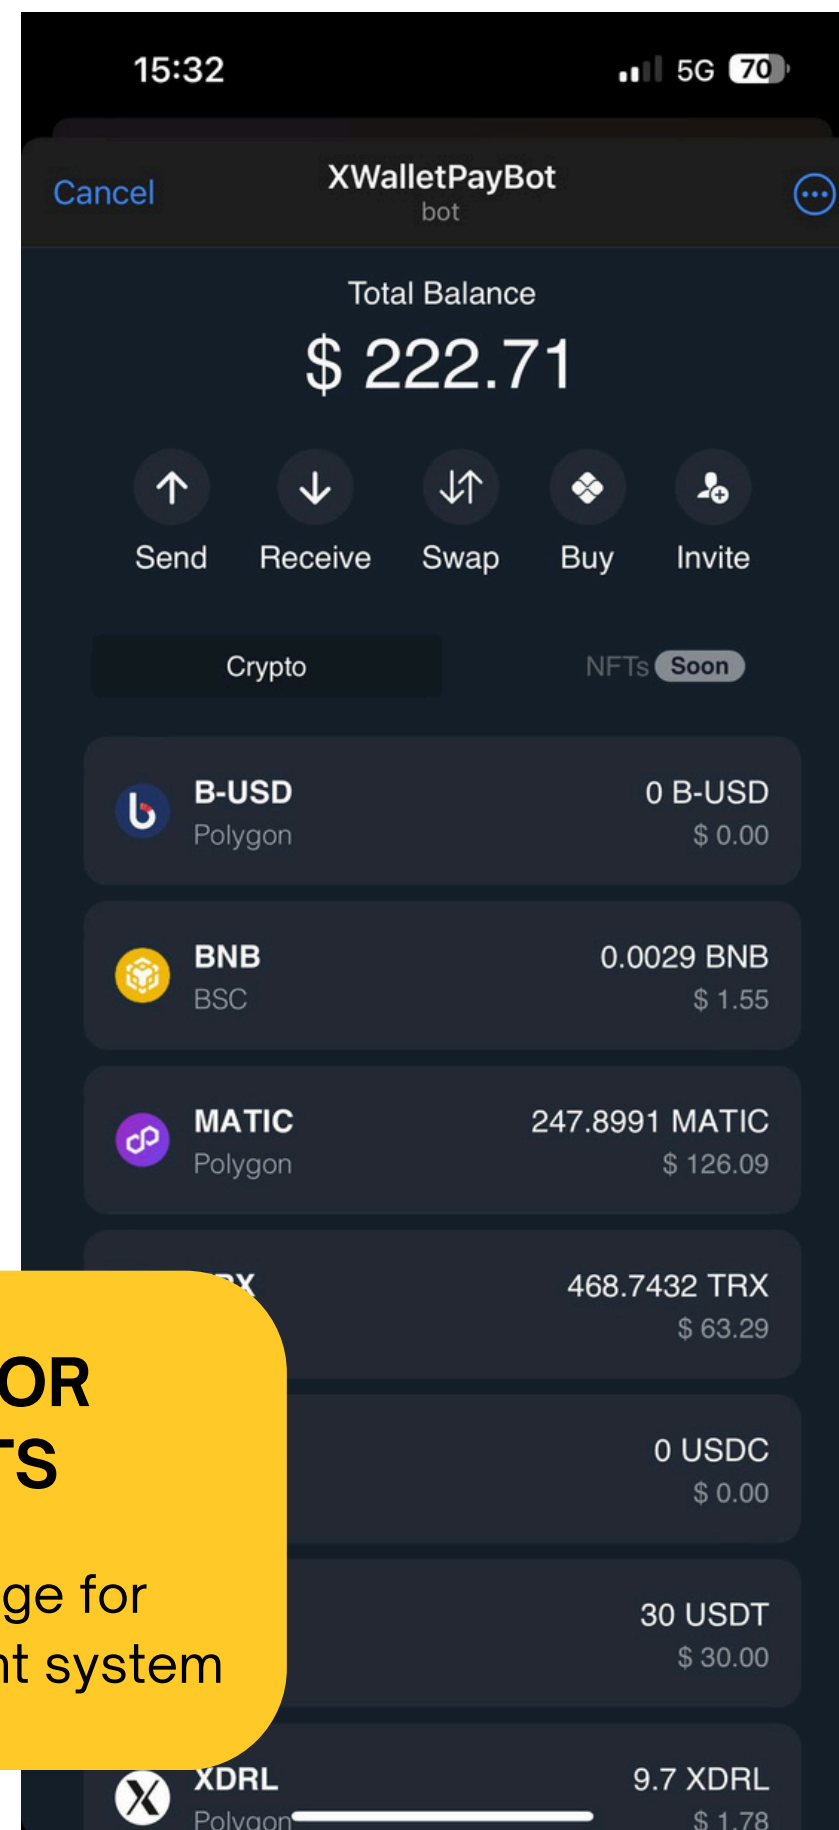 15:32
5G 70
Cancel
XWalletPayBot
bot
Total Balance
$ 222.71
Send Receive Swap Buy Invite
Crypto NFTs Soon
B-USD 0 B-USD
Polygon $ 0.00
BNB 0.0029 BNB
BSC $ 1.55
MATIC 247.8991 MATIC
Polygon $ 126.09
468.7432 TRX
$ 63.29
OR
TS
0 USDC
$ 0.00
ge for
nt system
30 USDT
$ 30.00
XDRL 9.7 XDRL
Polygon $ 1.78